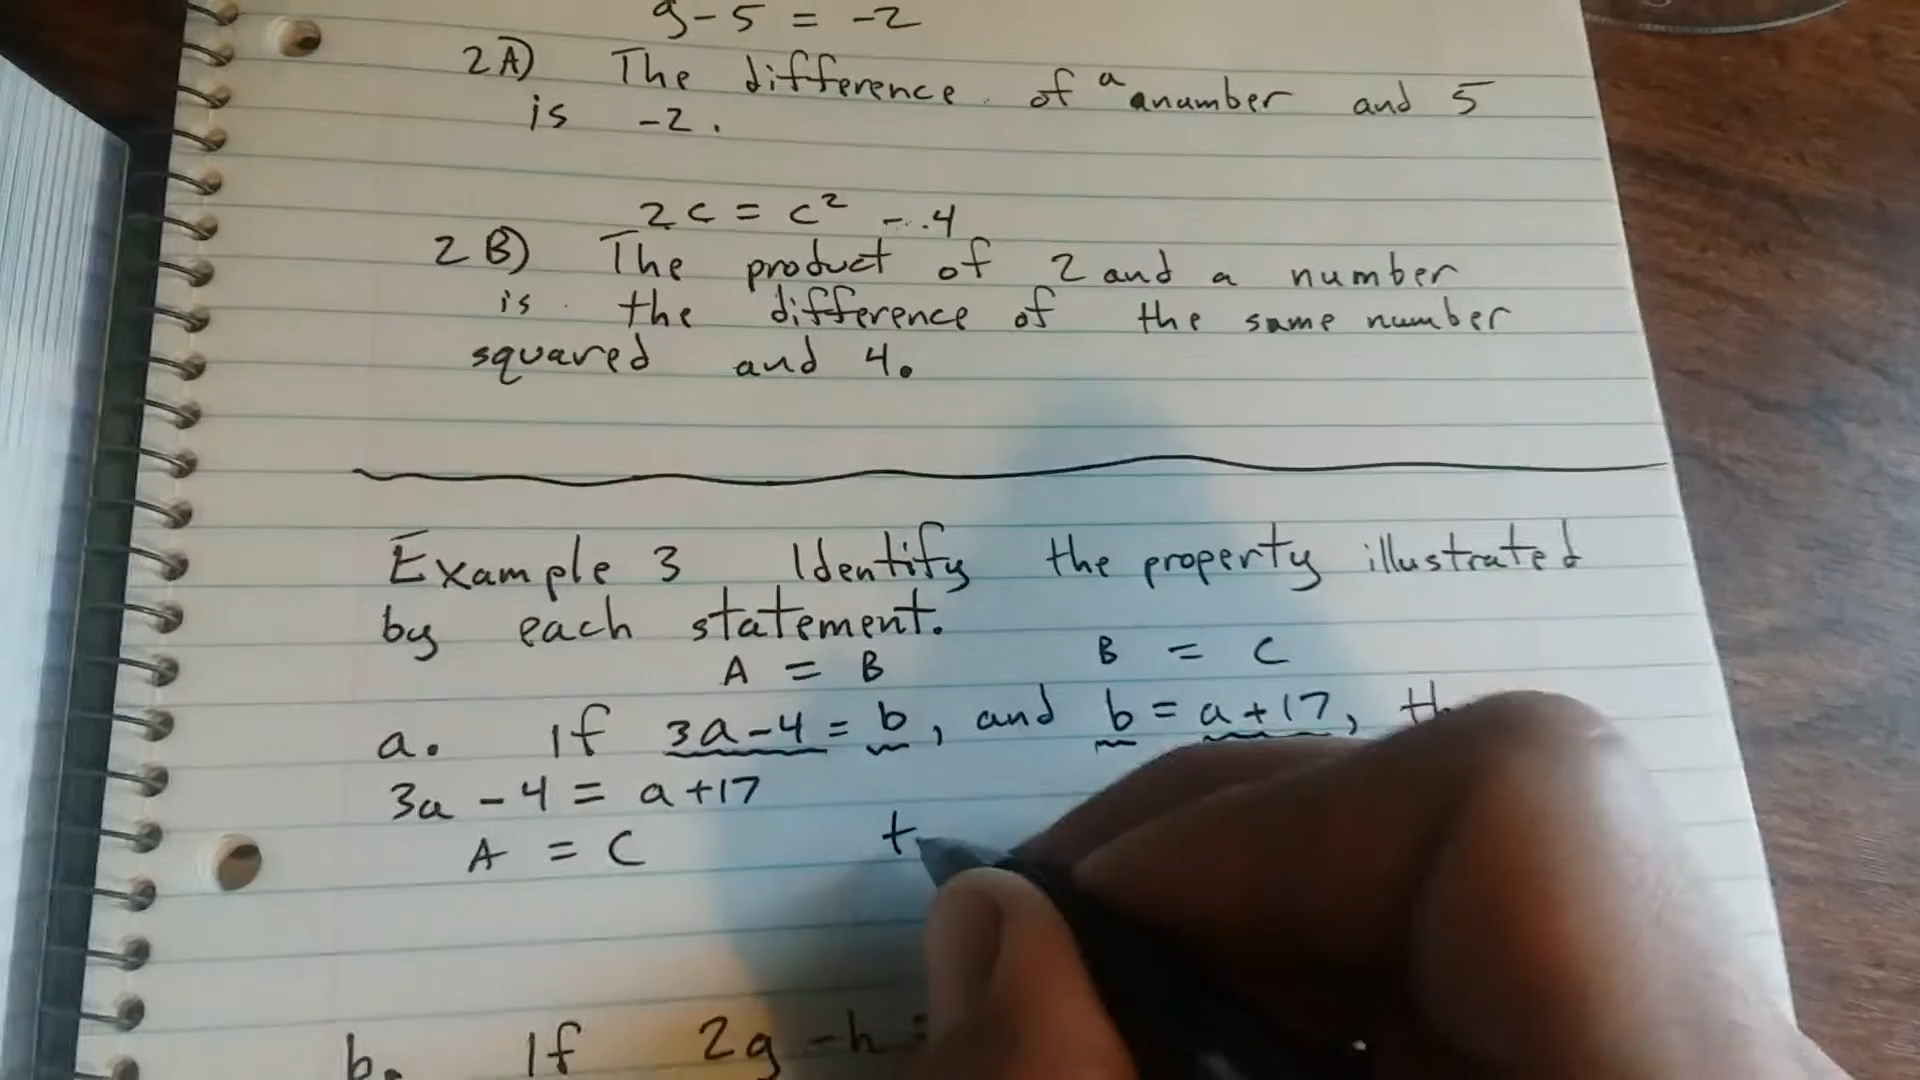 g-5 = -2
2A) The difference of a anumber and 5
is -2.
2c = c² - .4
2B) The product of 2 and a number
is the difference of the same number
squared and 4.
Example 3 Identify the property illustrated
by each statement.
A = B B = C
a. If 3a-4 = b, and b = a+17,
3a - 4 = a+17
A = C
b. If 2g - h =